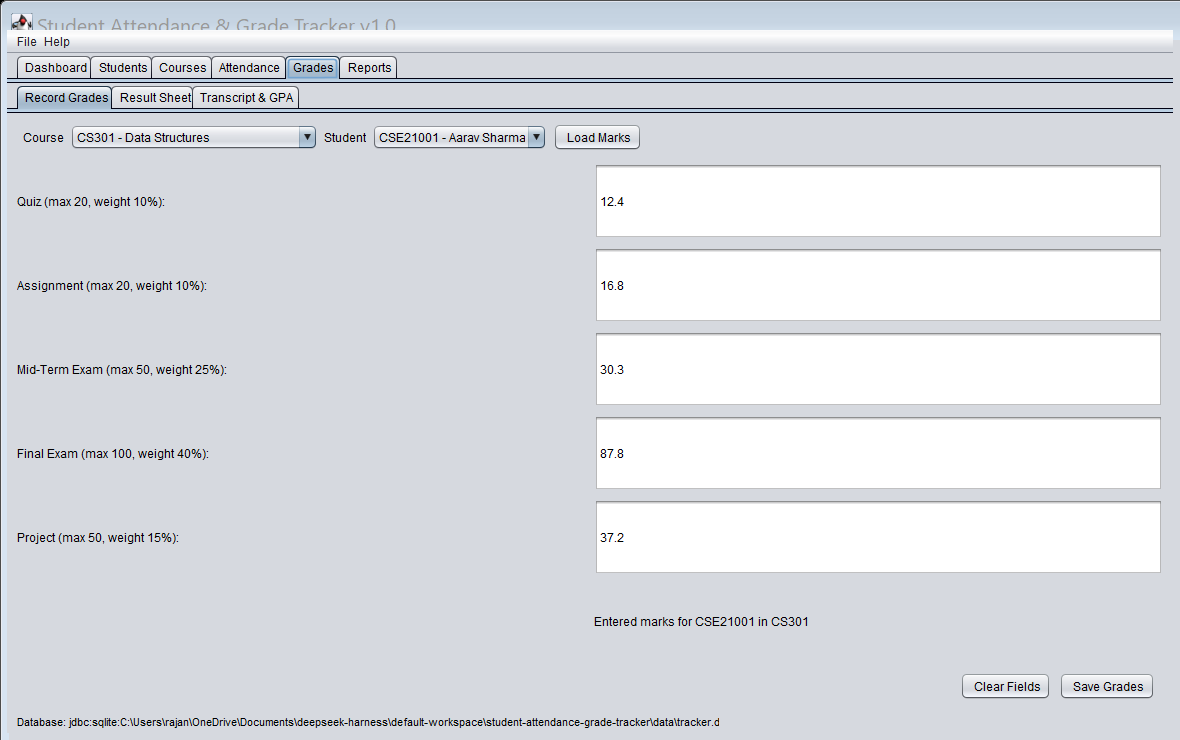 Student Attendance & Grade Tracker v1.0
File Help
Dashboard Students Courses Attendance Grades Reports
Record Grades Result Sheet Transcript & GPA
Course CS301 - Data Structures Student CSE21001 - Aarav Sharma Load Marks
Quiz (max 20, weight 10%): 12.4
Assignment (max 20, weight 10%): 16.8
Mid-Term Exam (max 50, weight 25%): 30.3
Final Exam (max 100, weight 40%): 87.8
Project (max 50, weight 15%): 37.2
Entered marks for CSE21001 in CS301
Clear Fields Save Grades
Database: jdbc:sqlite:C:\Users\rajan\OneDrive\Documents\deepseek-harness\default-workspace\student-attendance-grade-tracker\data\tracker.d